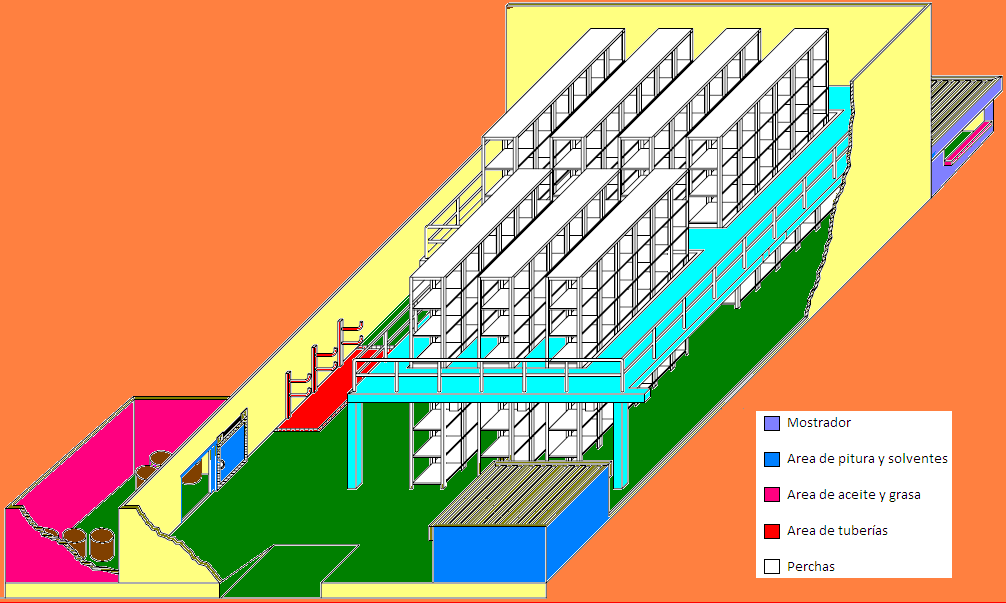 Mostrador
Area de pitura y solventes
Area de aceite y grasa
Area de tuberías
Perchas